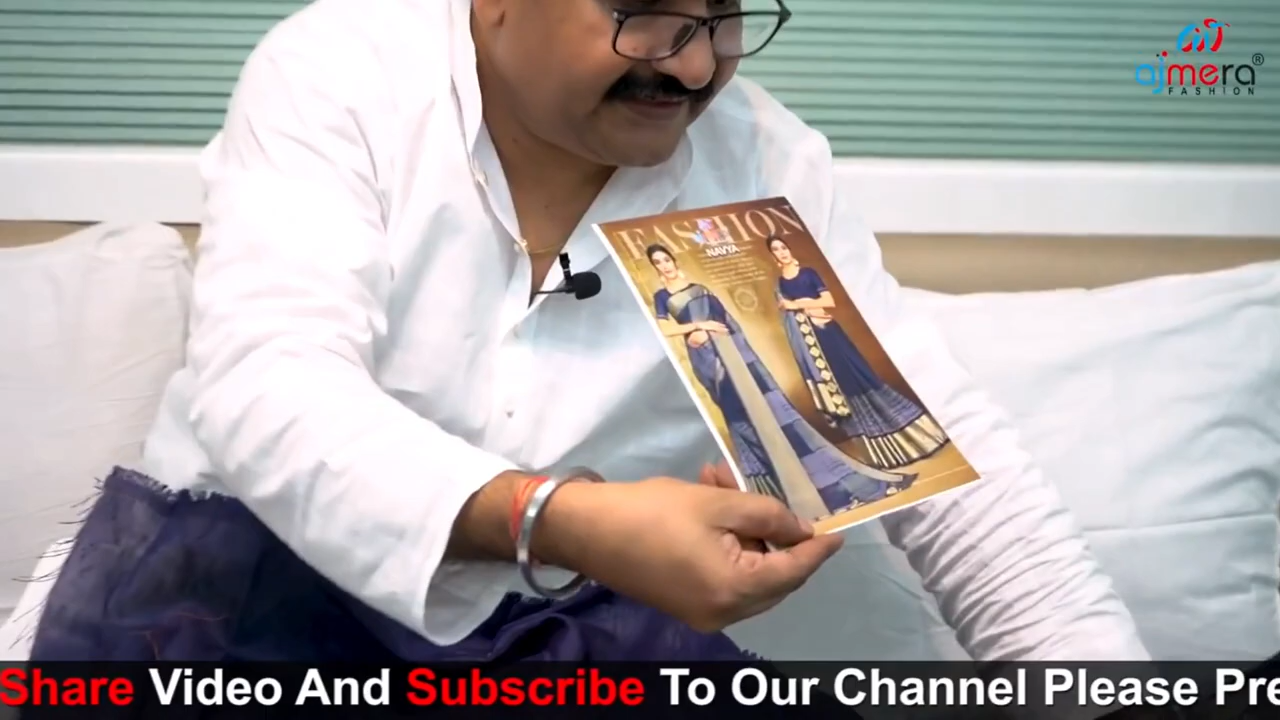 ajmera®
FASHION
FASHION
NAVYA
Share Video And Subscribe To Our Channel Please Pre